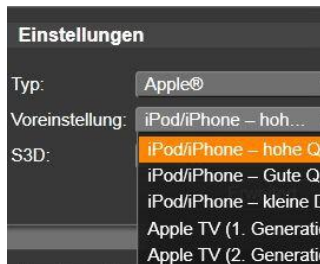 Einstellungen
Typ: Apple®
Voreinstellung: iPod/iPhone – hoh...
S3D: iPod/iPhone – hohe Q
iPod/iPhone – Gute Q
iPod/iPhone – kleine D
Apple TV (1. Generati
Apple TV (2. Generati